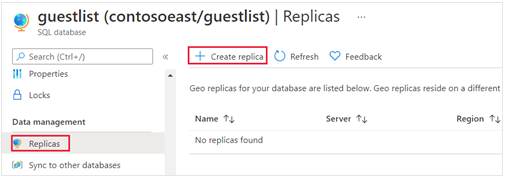 guestlist (contosoeast/guestlist) | Replicas ...
SQL database
Search (Ctrl+/) «
Create replica Refresh Feedback
Properties
Locks
Geo replicas for your database are listed below. Geo replicas reside on a different
Data management
Name ↑↓ Server ↑↓ Region ↑↓
Replicas
No replicas found
Sync to other databases